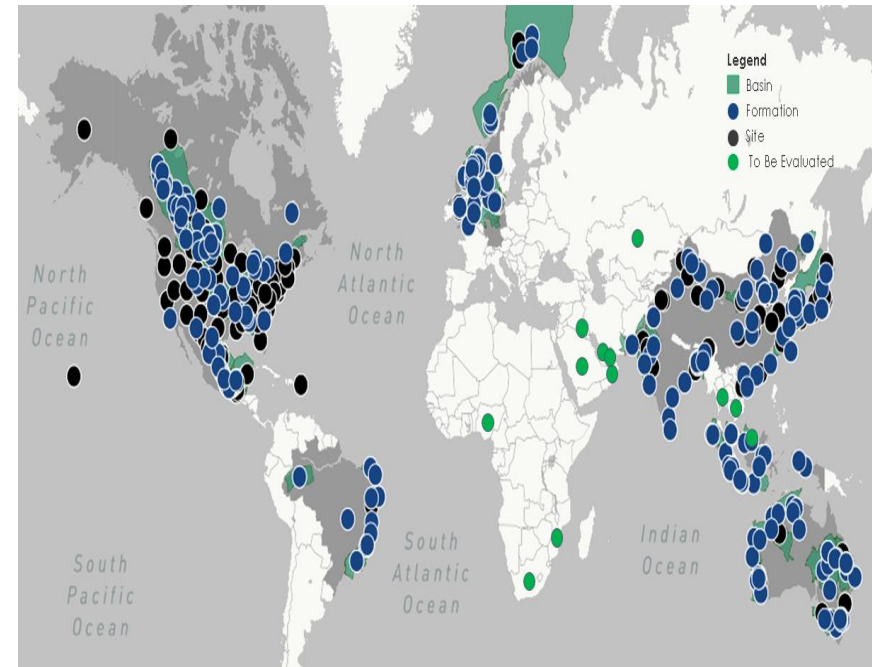 Legend
Basin
Formation
Site
To Be Evaluated
North
Pacific
Ocean
North
Atlantic
Ocean
South
Pacific
Ocean
South
Atlantic
Ocean
Indian
Ocean